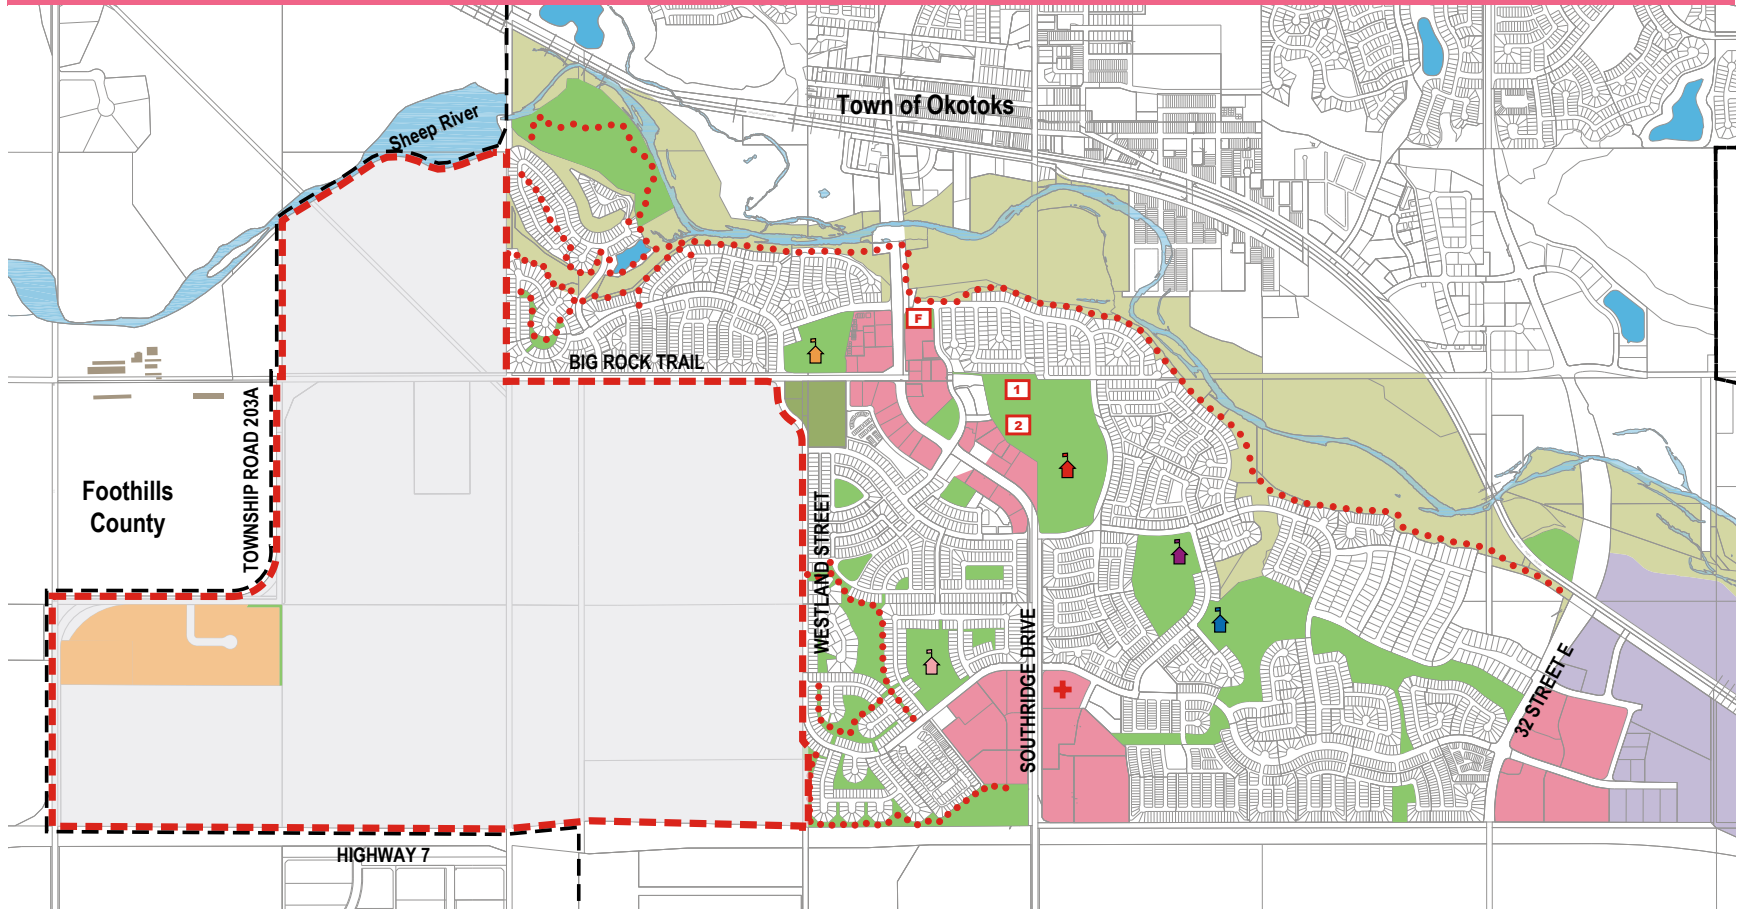 Town of Okotoks
Sheep River
F
BIG ROCK TRAIL
1
2
TOWNSHIP ROAD 203A
Foothills
County
WESTLAND STREET
SOUTHRIDGE DRIVE
32 STREET E
HIGHWAY 7